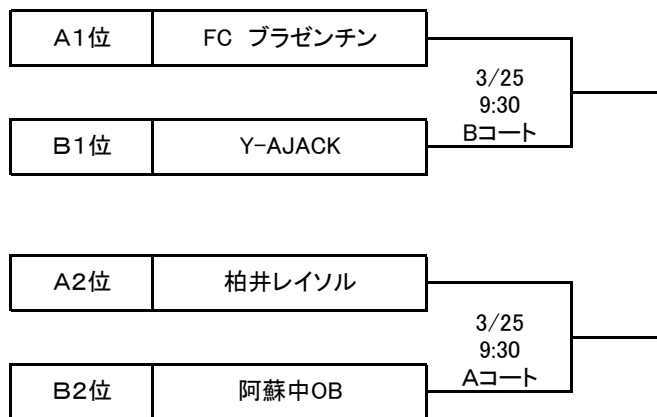 A1位 FC ブラゼンチン
3/25
9:30
Bコート
B1位 Y-AJACK
A2位 柏井レイソル
3/25
9:30
Aコート
B2位 阿蘇中OB